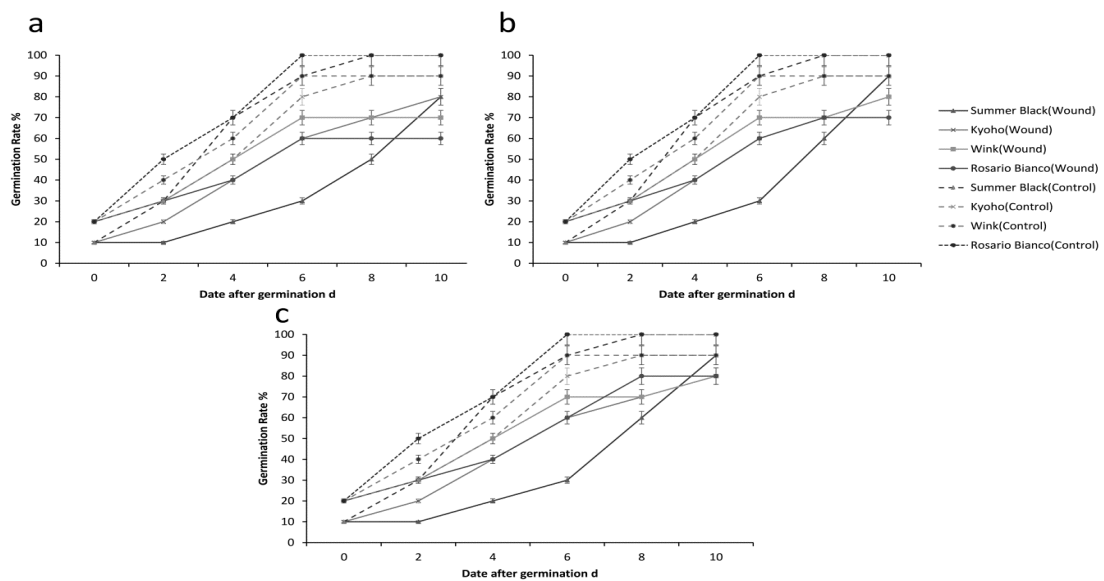 a
100
90
80
70
60
50
40
30
20
10
0
Germination Rate %
0 2 4 6 8 10
Date after germination d
b
100
90
80
70
60
50
40
30
20
10
0
Germination Rate %
0 2 4 6 8 10
Date after germination d
Summer Black(Wound)
Kyoho(Wound)
Wink(Wound)
Rosario Bianco(Wound)
Summer Black(Control)
Kyoho(Control)
Wink(Control)
Rosario Bianco(Control)
c
100
90
80
70
60
50
40
30
20
10
0
Germination Rate %
0 2 4 6 8 10
Date after germination d